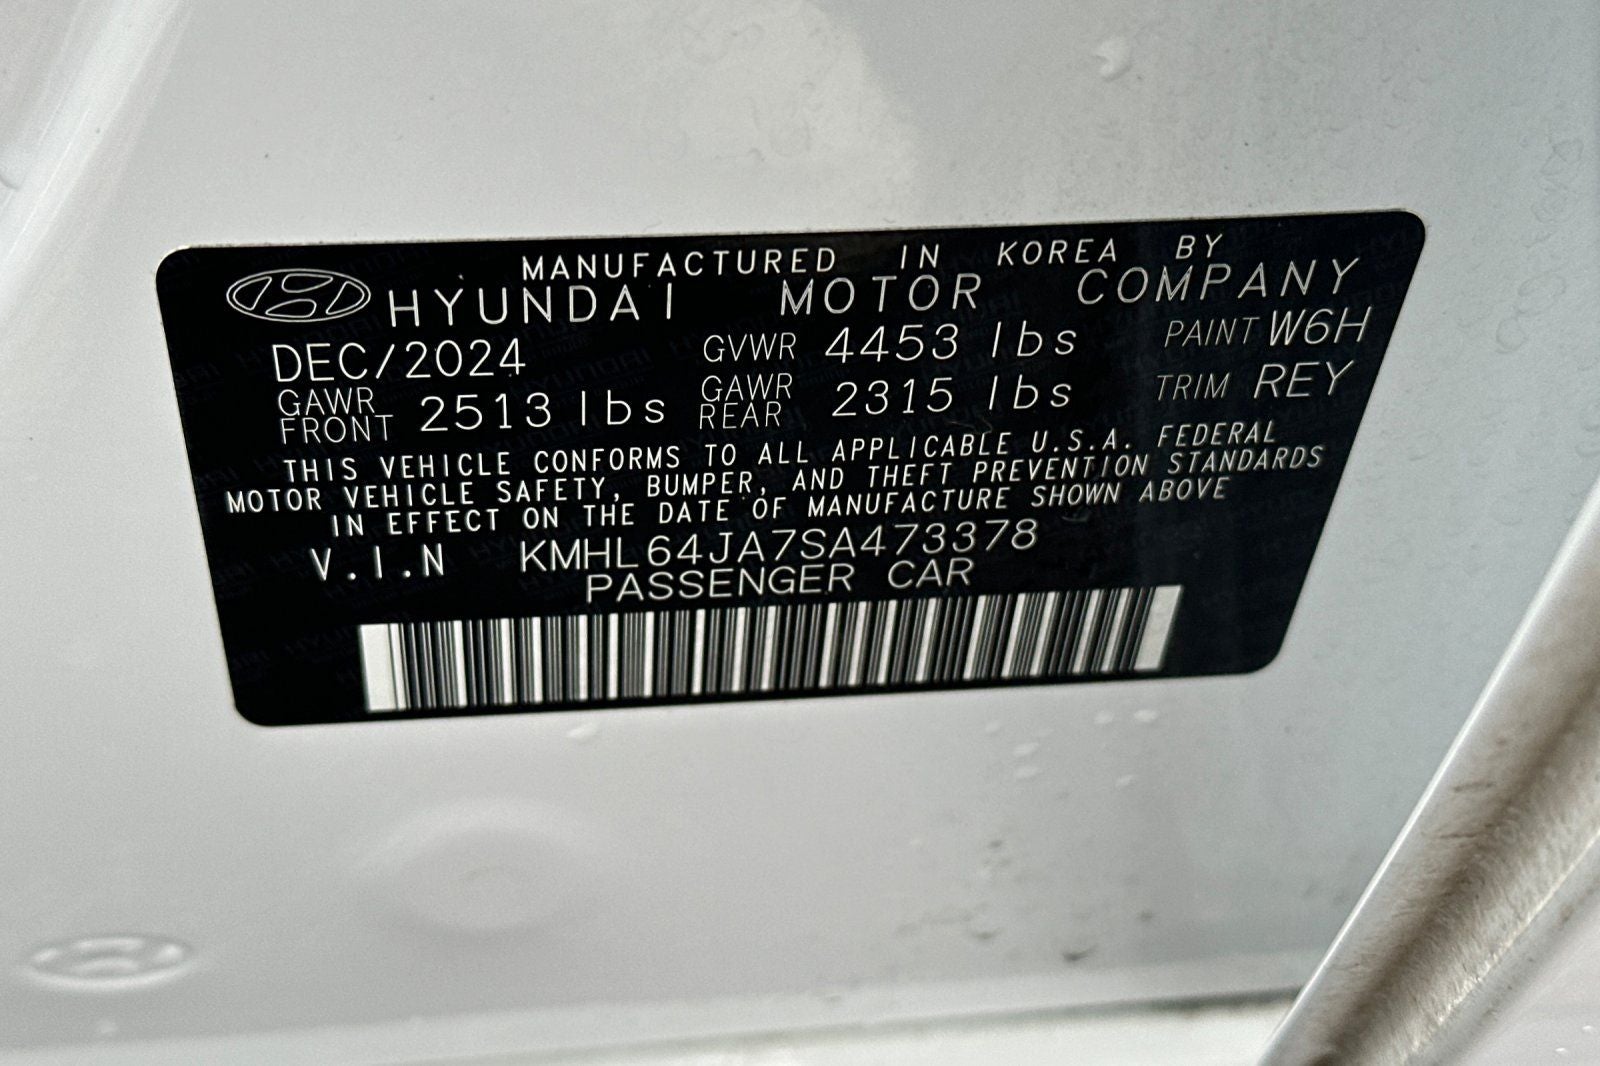 MANUFACTURED IN KOREA BY
HYUNDAI MOTOR COMPANY
DEC/2024 GVWR 4453 lbs PAINT W6H
GAWR FRONT 2513 lbs GAWR REAR 2315 lbs TRIM REY
THIS VEHICLE CONFORMS TO ALL APPLICABLE U.S.A. FEDERAL
MOTOR VEHICLE SAFETY, BUMPER, AND THEFT PREVENTION STANDARDS
IN EFFECT ON THE DATE OF MANUFACTURE SHOWN ABOVE
V.I.N KMHL64JA7SA473378
PASSENGER CAR